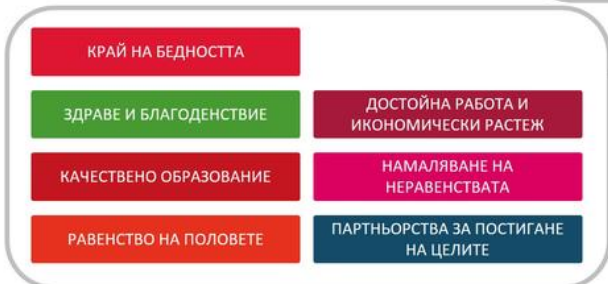 КРАЙ НА БЕДНОСТТА
ЗДРАВЕ И БЛАГОДЕНСТВИЕ
КАЧЕСТВЕНО ОБРАЗОВАНИЕ
РАВЕНСТВО НА ПОЛОВЕТЕ
ДОСТОЙНА РАБОТА И
ИКОНОМИЧЕСКИ РАСТЕЖ
НАМАЛЯВАНЕ НА
НЕРАВЕНСТВАТА
ПАРТНЬОРСТВА ЗА ПОСТИГАНЕ
НА ЦЕЛИТЕ